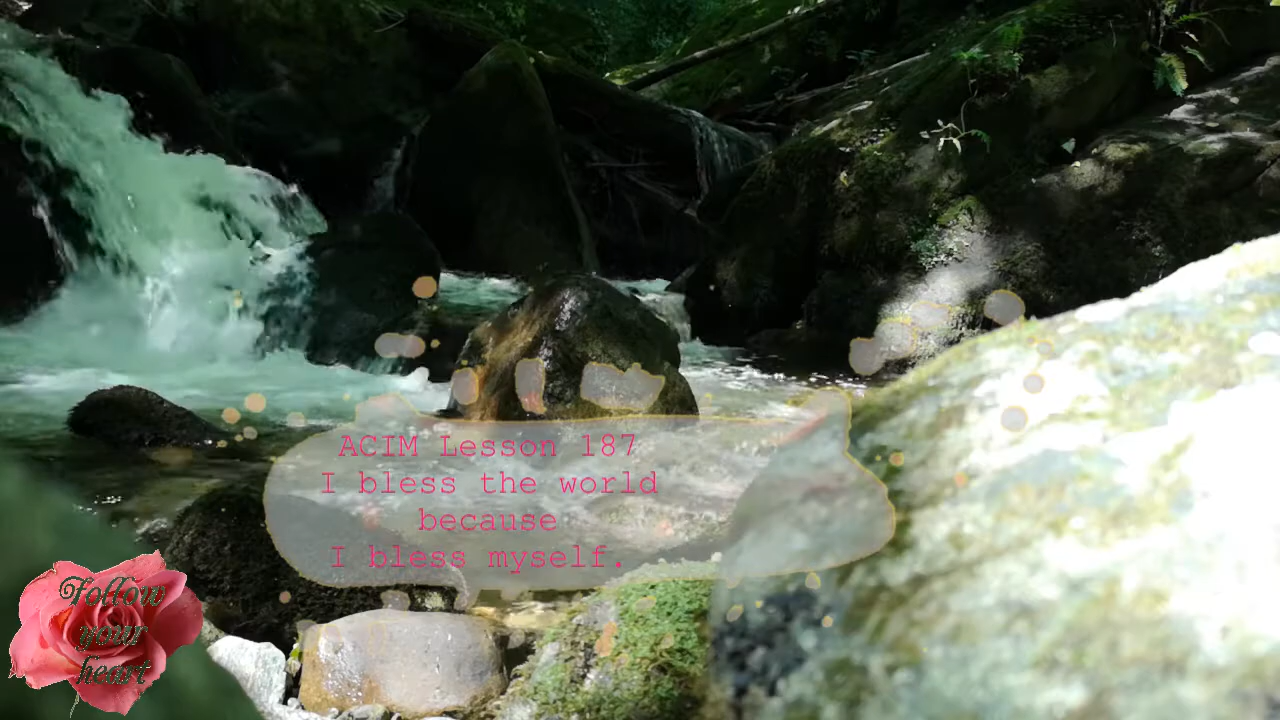 ACIM Lesson 187
I bless the world
because
I bless myself.
Follow
your
heart